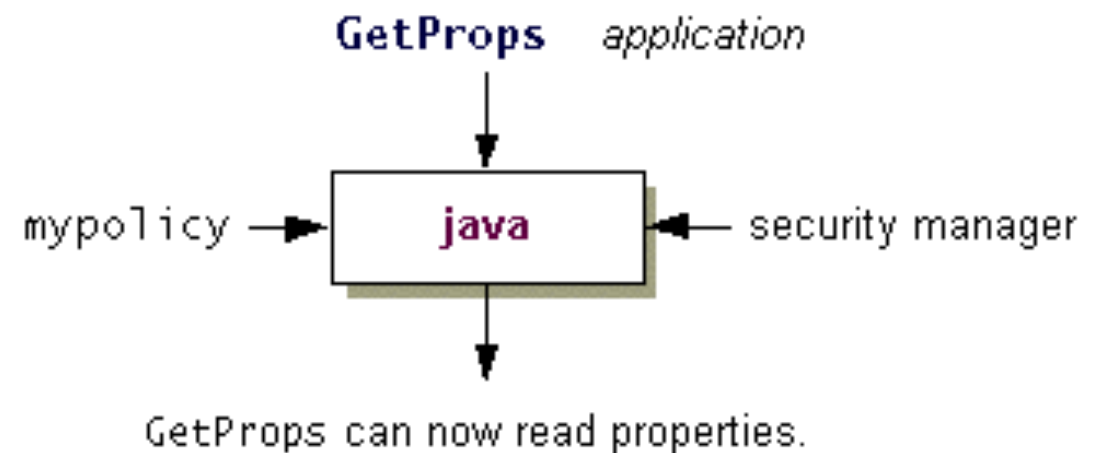 GetProps application
mypolicy java security manager
GetProps can now read properties.